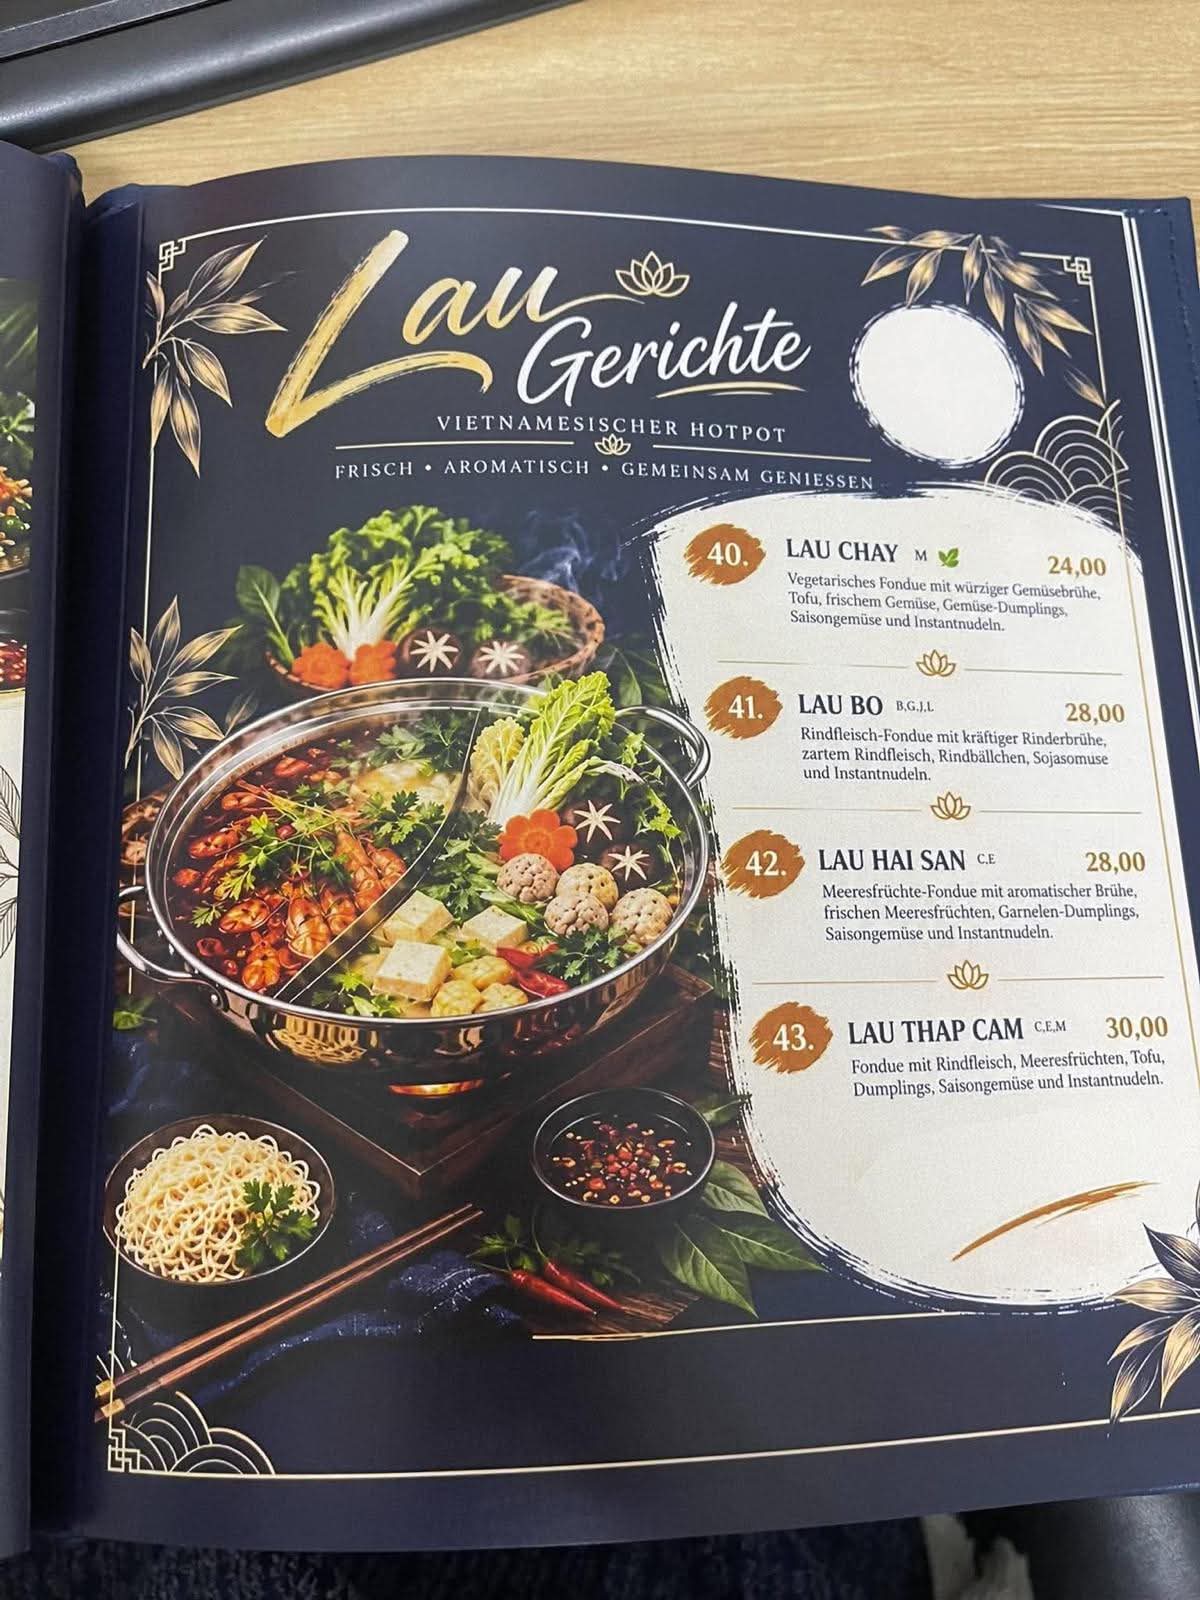 Lau
Gerichte
VIETNAMESISCHER HOTPOT
FRISCH • AROMATISCH • GEMEINSAM GENIESSEN
40. LAU CHAY M 24,00
Vegetarisches Fondue mit würziger Gemüsebrühe,
Tofu, frischem Gemüse, Gemüse-Dumplings,
Saisongemüse und Instantnudeln.
41. LAU BO B,G,J,L 28,00
Rindfleisch-Fondue mit kräftiger Rinderbrühe,
zartem Rindfleisch, Rindbällchen, Sojasomuse
und Instantnudeln.
42. LAU HAI SAN C,E 28,00
Meeresfrüchte-Fondue mit aromatischer Brühe,
frischen Meeresfrüchten, Garnelen-Dumplings,
Saisongemüse und Instantnudeln.
43. LAU THAP CAM C,E,M 30,00
Fondue mit Rindfleisch, Meeresfrüchten, Tofu,
Dumplings, Saisongemüse und Instantnudeln.